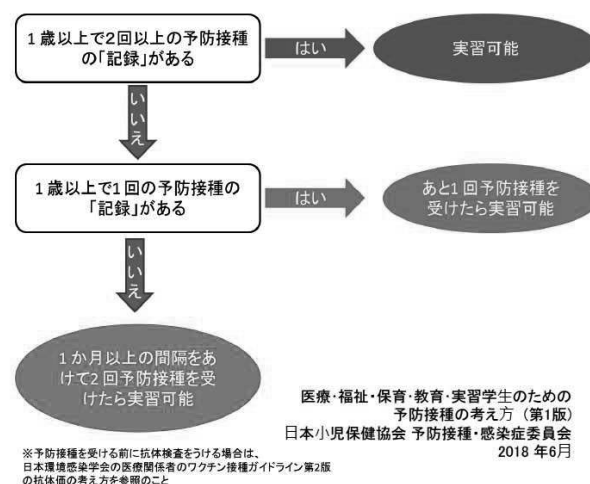 1歳以上で2回以上の予防接種
の「記録」がある
はい
実習可能
いいえ
1歳以上で1回の予防接種の
「記録」がある
はい
あと1回予防接種を
受けたら実習可能
いいえ
1か月以上の間隔をあ
けて2回予防接種を受
けたら実習可能
医療・福祉・保育・教育・実習学生のための
予防接種の考え方（第1版）
日本小児保健協会 予防接種・感染症委員会
2018年6月
※予防接種を受ける前に抗体検査をうける場合は、
日本環境感染学会の医療関係者のワクチン接種ガイドライン第2版
の抗体価の考え方を参照のこと